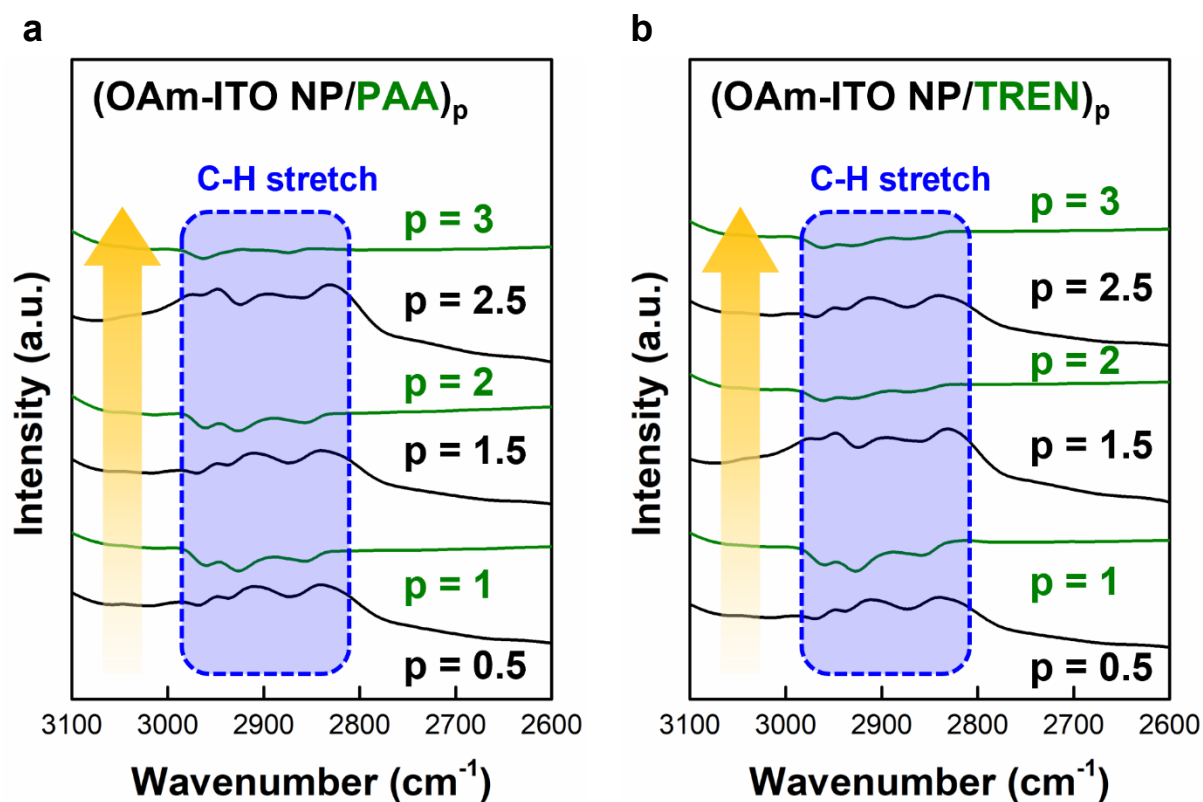 a
(OAm-ITO NP/PAA)p
C-H stretch
p = 3
p = 2.5
p = 2
p = 1.5
p = 1
p = 0.5
Intensity (a.u.)
3100 3000 2900 2800 2700 2600
Wavenumber (cm-1)
b
(OAm-ITO NP/TREN)p
C-H stretch
p = 3
p = 2.5
p = 2
p = 1.5
p = 1
p = 0.5
Intensity (a.u.)
3100 3000 2900 2800 2700 2600
Wavenumber (cm-1)